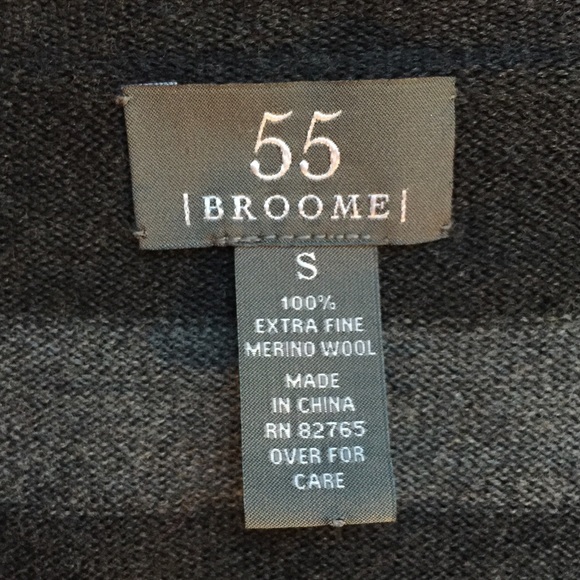 55
|BROOME|
S
100%
EXTRA FINE
MERINO WOOL
MADE
IN CHINA
RN 82765
OVER FOR
CARE